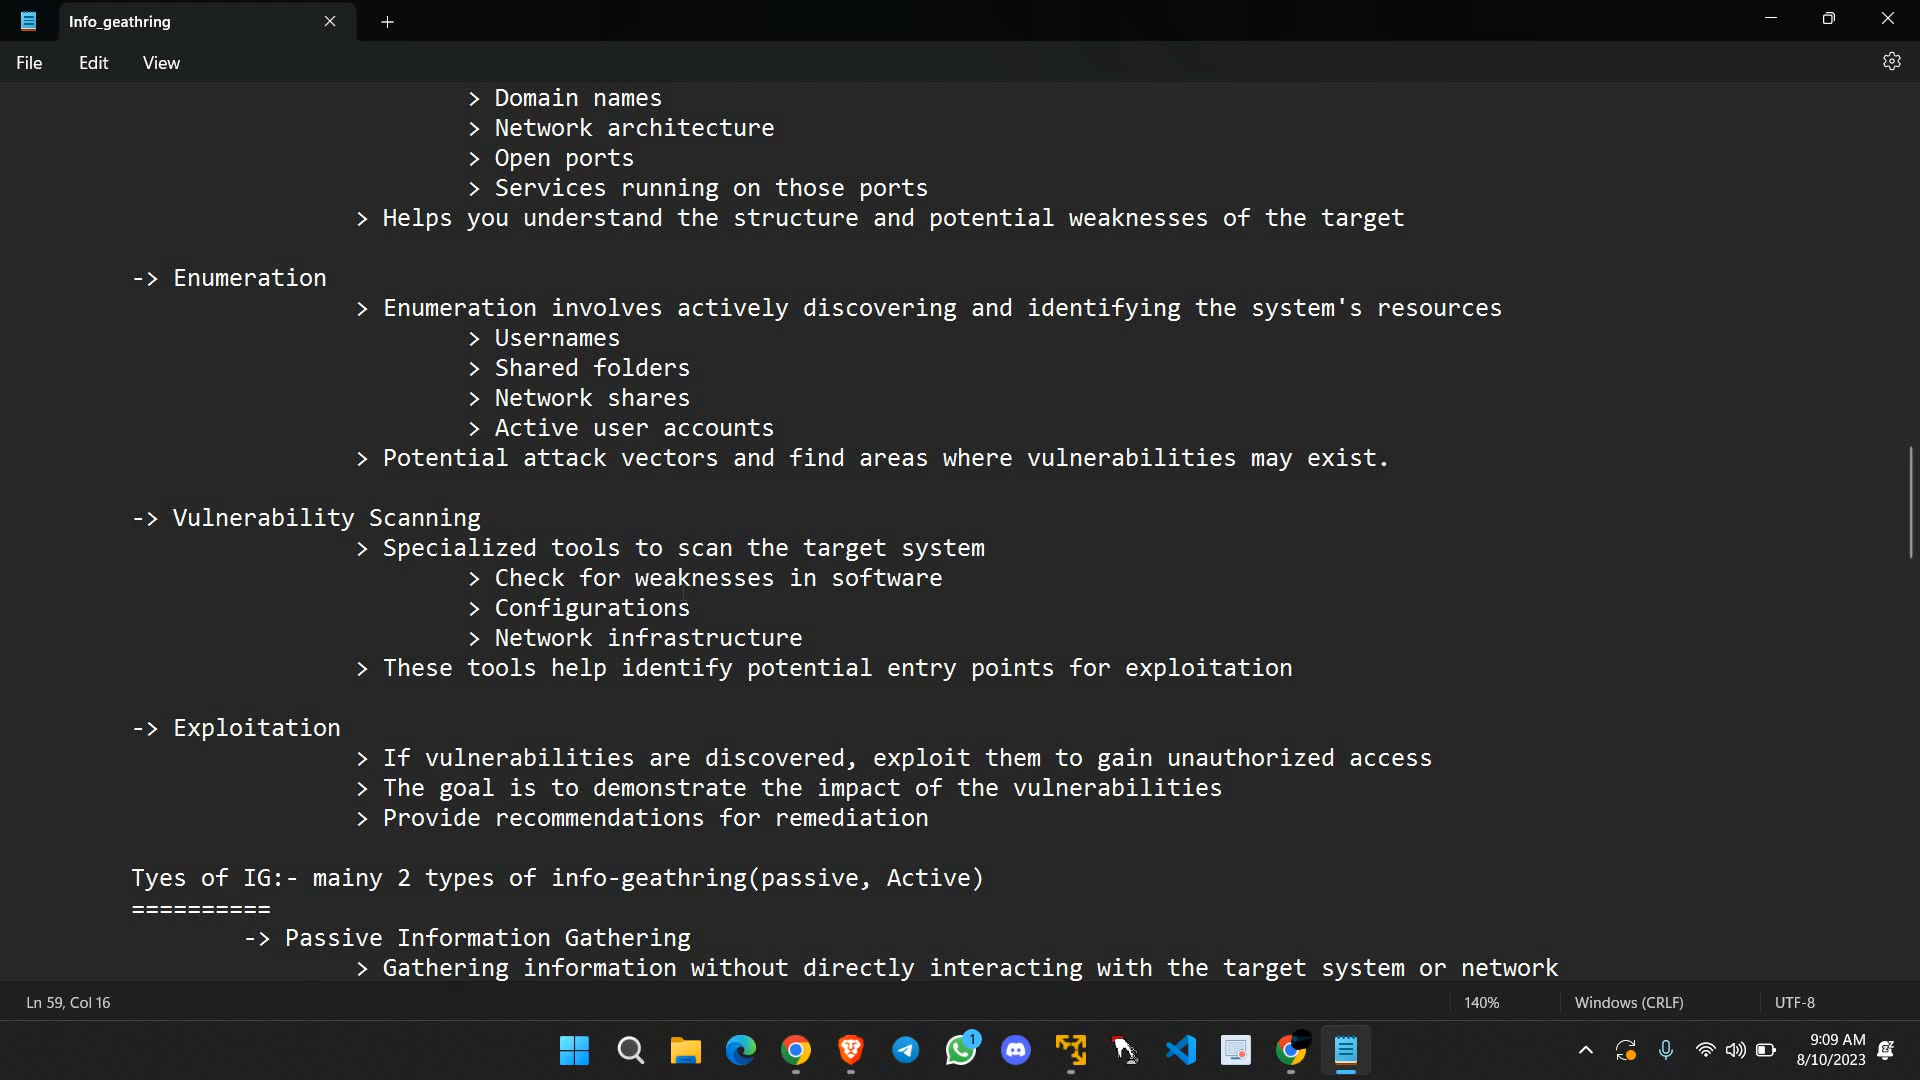 Info_geathring
File Edit View
> Domain names
> Network architecture
> Open ports
> Services running on those ports
> Helps you understand the structure and potential weaknesses of the target
-> Enumeration
> Enumeration involves actively discovering and identifying the system's resources
> Usernames
> Shared folders
> Network shares
> Active user accounts
> Potential attack vectors and find areas where vulnerabilities may exist.
-> Vulnerability Scanning
> Specialized tools to scan the target system
> Check for weaknesses in software
> Configurations
> Network infrastructure
> These tools help identify potential entry points for exploitation
-> Exploitation
> If vulnerabilities are discovered, exploit them to gain unauthorized access
> The goal is to demonstrate the impact of the vulnerabilities
> Provide recommendations for remediation
Tyes of IG:- mainy 2 types of info-geathring(passive, Active)
==========
-> Passive Information Gathering
> Gathering information without directly interacting with the target system or network
Ln 59, Col 16 140% Windows (CRLF) UTF-8
1
9:09 AM
8/10/2023